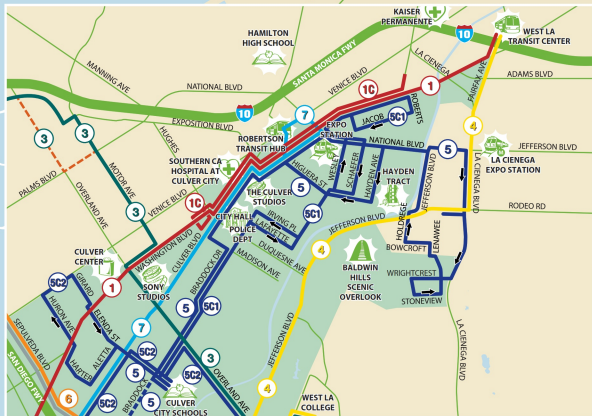 KAISER
PERMANENTE
10
WEST LA
TRANSIT CENTER
HAMILTON
HIGH SCHOOL
SANTA MONICA FWY
LA CIENEGA
VENICE BLVD
MANNING AVE
NATIONAL BLVD
1C
1
ADAMS BLVD
FAIRFAX AVE
10
7
ROBERTS
JACOB
5C1
EXPOSITION BLVD
EXPO
STATION
3
3
HUGHES
ROBERTSON
TRANSIT HUB
NATIONAL BLVD
4
5
JEFFERSON BLVD
LA CIENEGA
EXPO STATION
SOUTHERN CA
HOSPITAL AT
CULVER CITY
HIGUERA ST
WESLEY
SCHAEFER
HAYDEN AVE
HAYDEN
TRACT
JEFFERSON BLVD
LA CIENEGA BLVD
PALMS BLVD
MOTOR AVE
OVERLAND AVE
VENICE BLVD
THE CULVER
STUDIOS
5
1C
3
CITY HALL
IRVING PL
5C1
LAFAYETTE
POLICE
DEPT
DUQUESNE AVE
JEFFERSON BLVD
HOLDREGE
RODEO RD
LENAWEE
WASHINGTON BLVD
CULVER BLVD
MADISON AVE
4
BOWCROFT
CULVER
CENTER
SONY
STUDIOS
BRADDOCK DR
BALDWIN
HILLS
SCENIC
OVERLOOK
WRIGHTCREST
STONEVIEW
5C2
GIRARD
1
HURON AVE
ELENDA ST
5
5C1
7
SEPULVEDA BLVD
JEFFERSON BLVD
LA CIENEGA BLVD
ALETTA
5C2
3
HARTER
SAN DIEGO FWY
5
5C2
OVERLAND AVE
4
6
5C2
BRADDOCK
5
CULVER
CITY SCHOOLS
WEST LA
COLLEGE